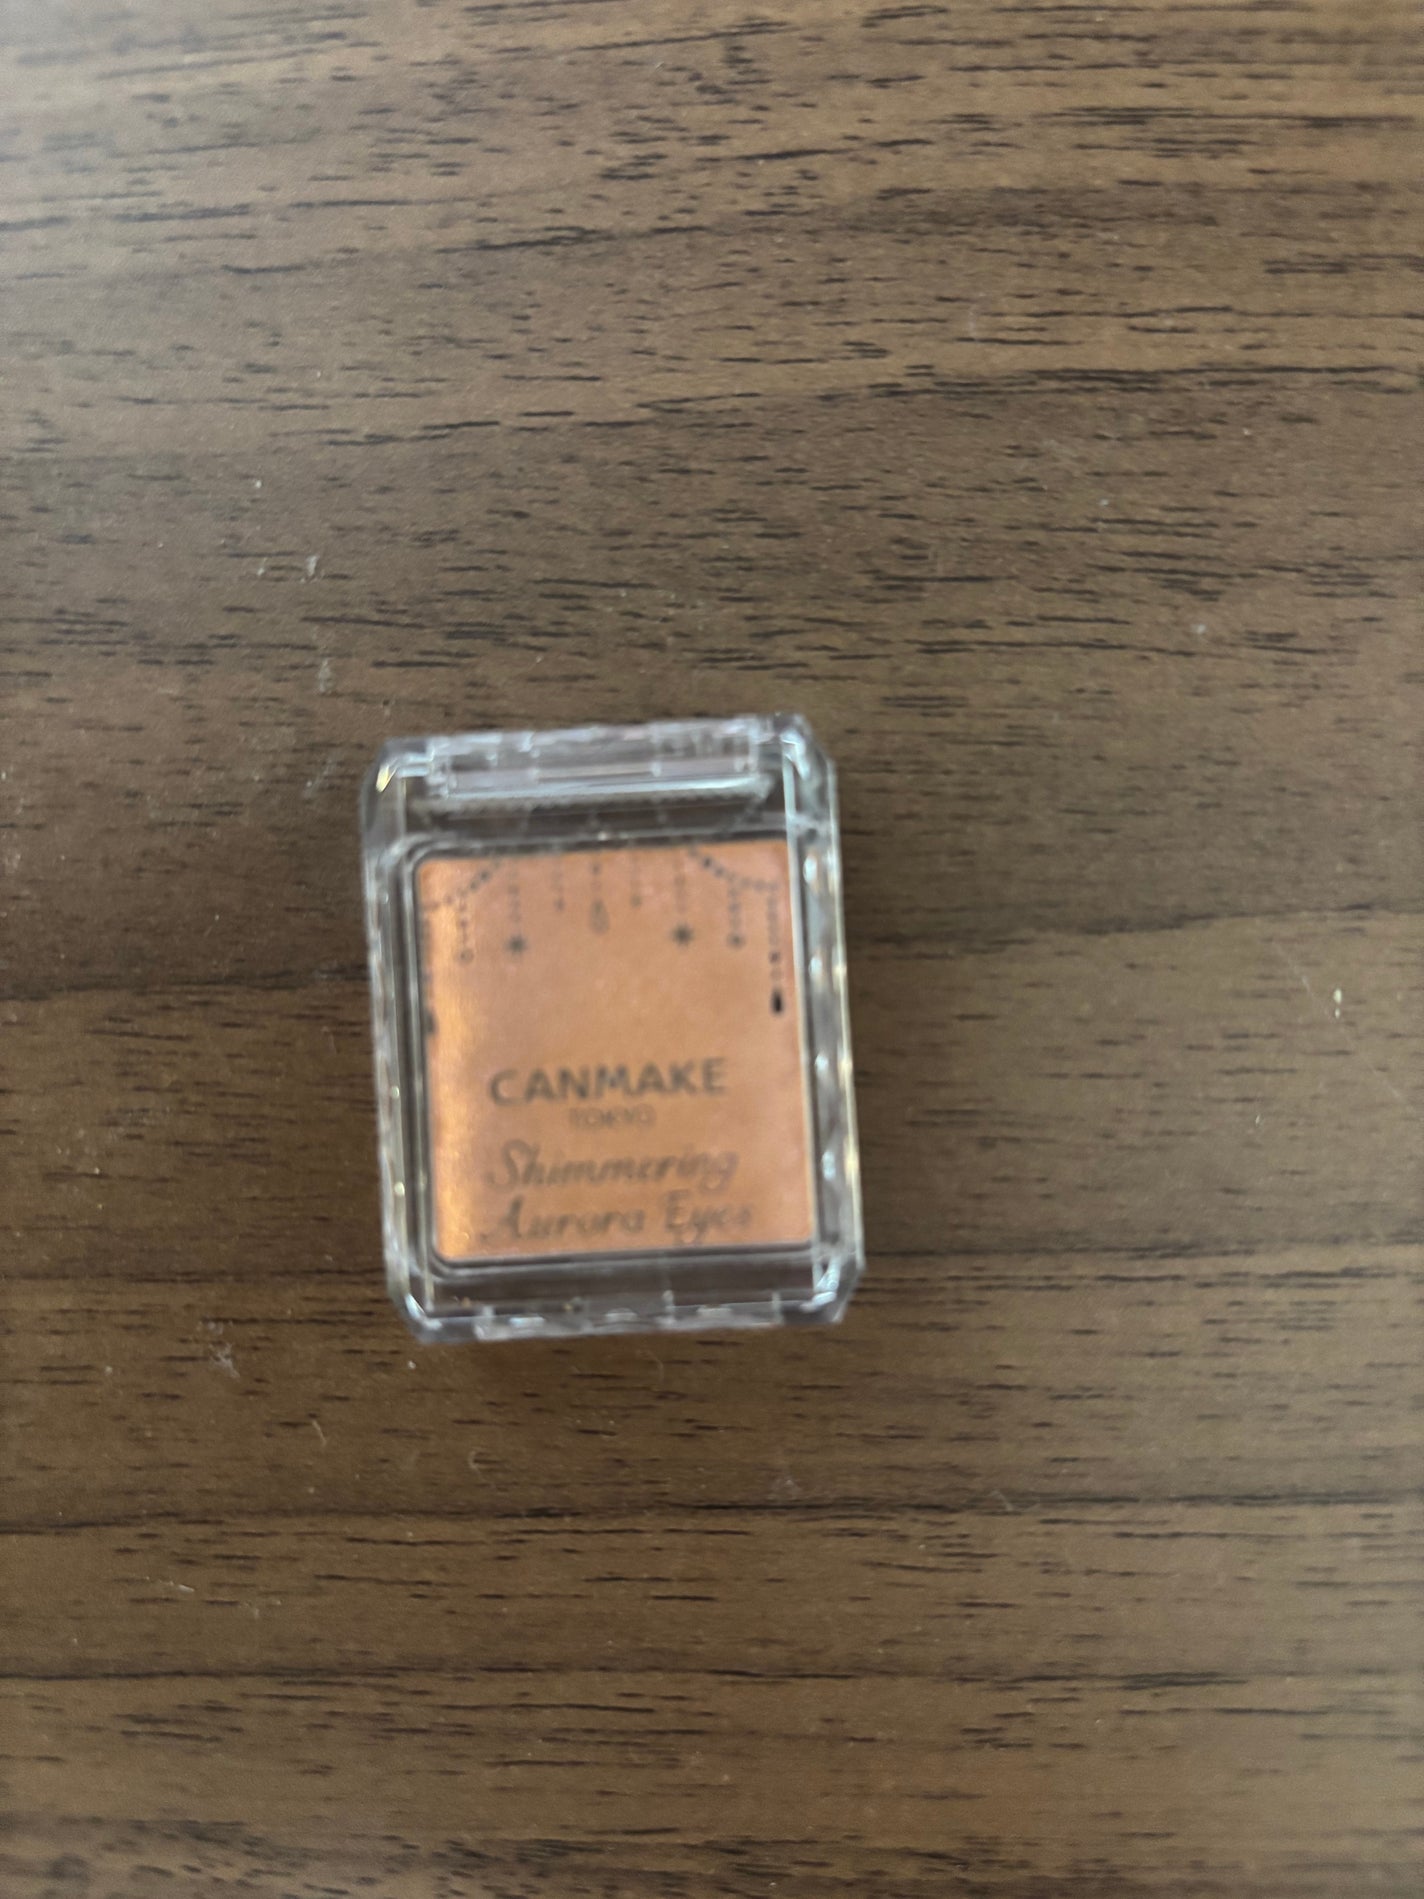 CANMAKE
TOKYO
Shimmering
Aurora Eyes